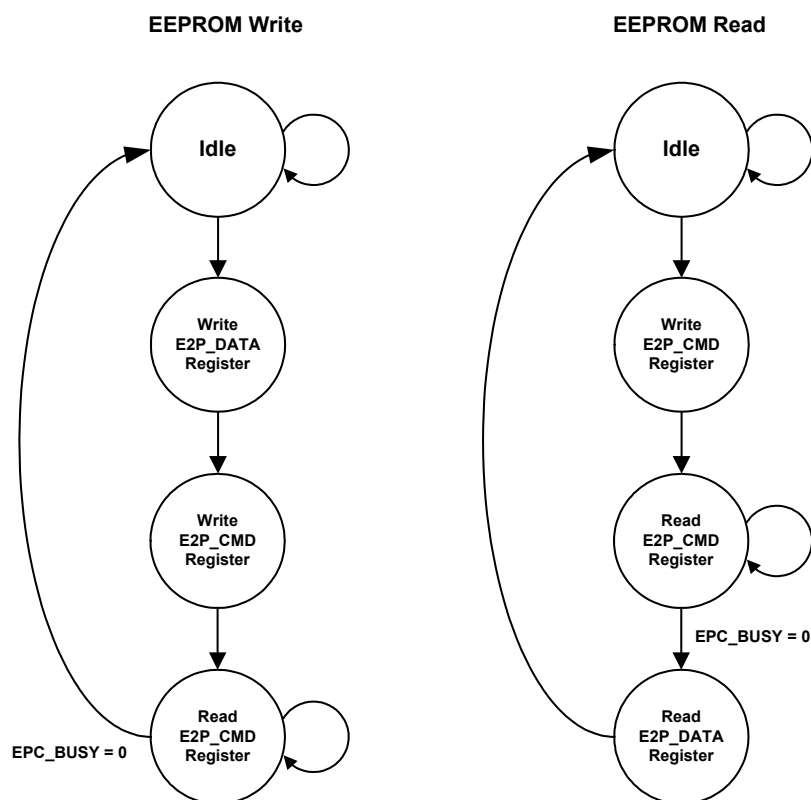 EEPROM Write
Idle
Write
E2P_DATA
Register
Write
E2P_CMD
Register
Read
E2P_CMD
Register
EPC_BUSY = 0
EEPROM Read
Idle
Write
E2P_CMD
Register
Read
E2P_CMD
Register
EPC_BUSY = 0
Read
E2P_DATA
Register